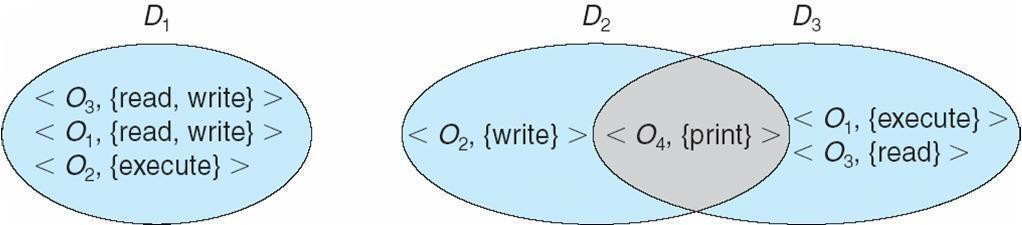 D₁
< O₃, {read, write} >
< O₁, {read, write} >
< O₂, {execute} >
D₂
D₃
< O₂, {write} >
< O₄, {print} >
< O₁, {execute} >
< O₃, {read} >